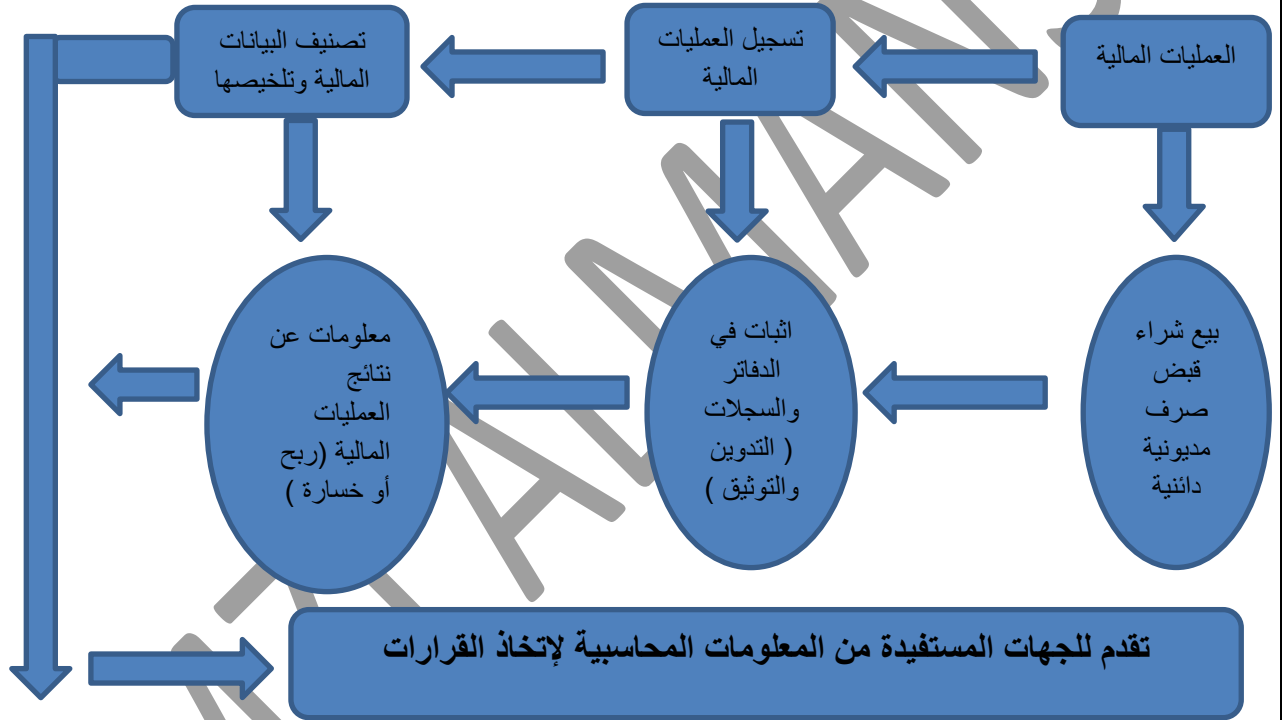 العمليات المالية
تسجيل العمليات
المالية
تصنيف البيانات
المالية وتلخيصها
بيع شراء
قبض
صرف
مديونية
دائنية
اثبات في
الدفاتر
والسجلات
( التدوين
والتوثيق )
معلومات عن
نتائج
العمليات
المالية (ربح
أو خسارة )
تقدم للجهات المستفيدة من المعلومات المحاسبية لإتخاذ القرارات